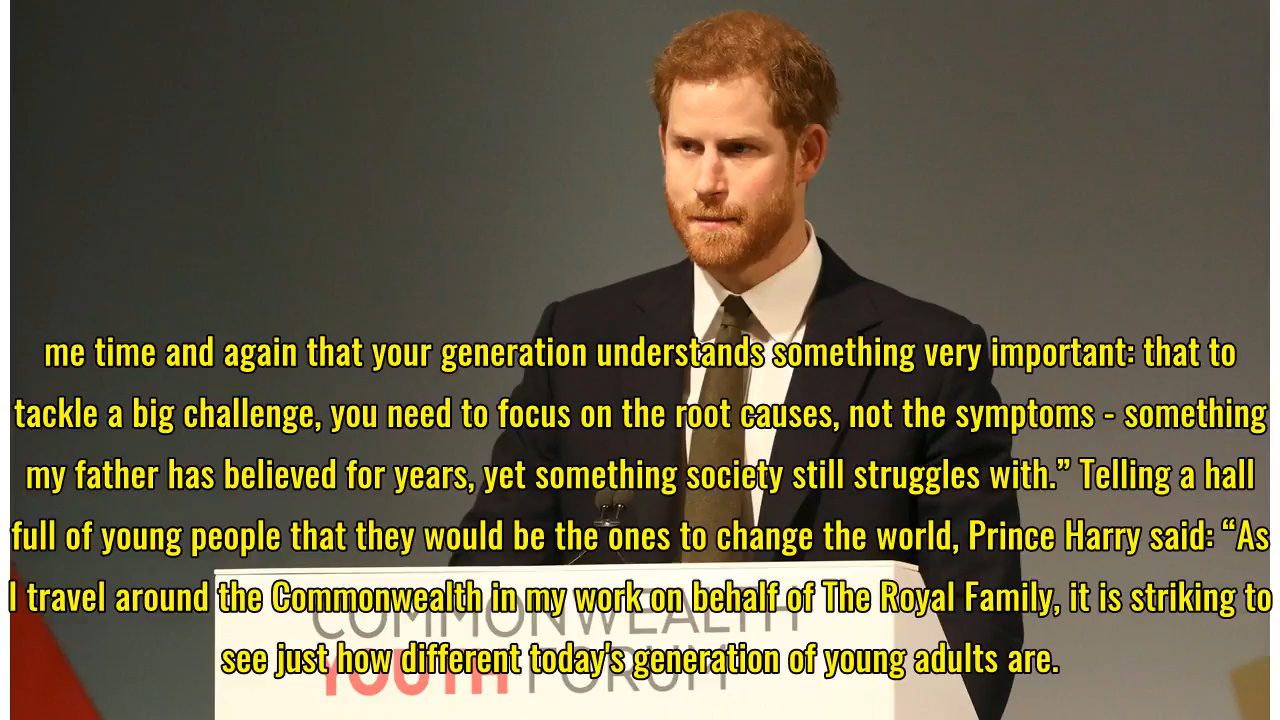 me time and again that your generation understands something very important: that to
tackle a big challenge, you need to focus on the root causes, not the symptoms - something
my father has believed for years, yet something society still struggles with.” Telling a hall
full of young people that they would be the ones to change the world, Prince Harry said: “As
I travel around the Commonwealth in my work on behalf of The Royal Family, it is striking to
see just how different today's generation of young adults are.
COMMONWEALTH
YOUTH FORUM